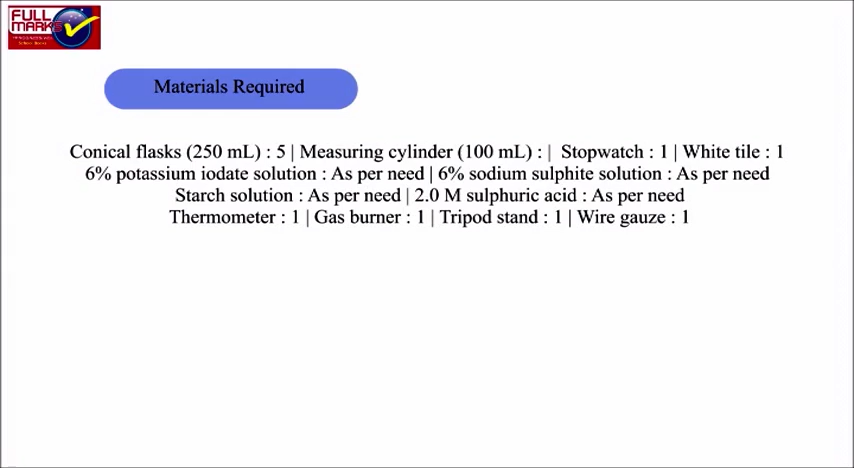 FULL
MARKS
Materials Required
Conical flasks (250 mL) : 5 | Measuring cylinder (100 mL) : | Stopwatch : 1 | White tile : 1
6% potassium iodate solution : As per need | 6% sodium sulphite solution : As per need
Starch solution : As per need | 2.0 M sulphuric acid : As per need
Thermometer : 1 | Gas burner : 1 | Tripod stand : 1 | Wire gauze : 1